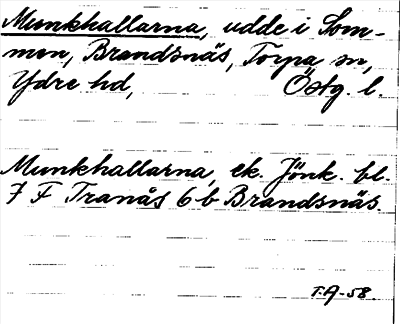 Munkhallarna, udde i Som-
men, Brandsnäs, Torpa sn,
Ydre hd, Östg. l.
Munkhallarna, ek. Jönk. bl.
7 F Tranås 6 b Brandsnäs.
T.A-58.